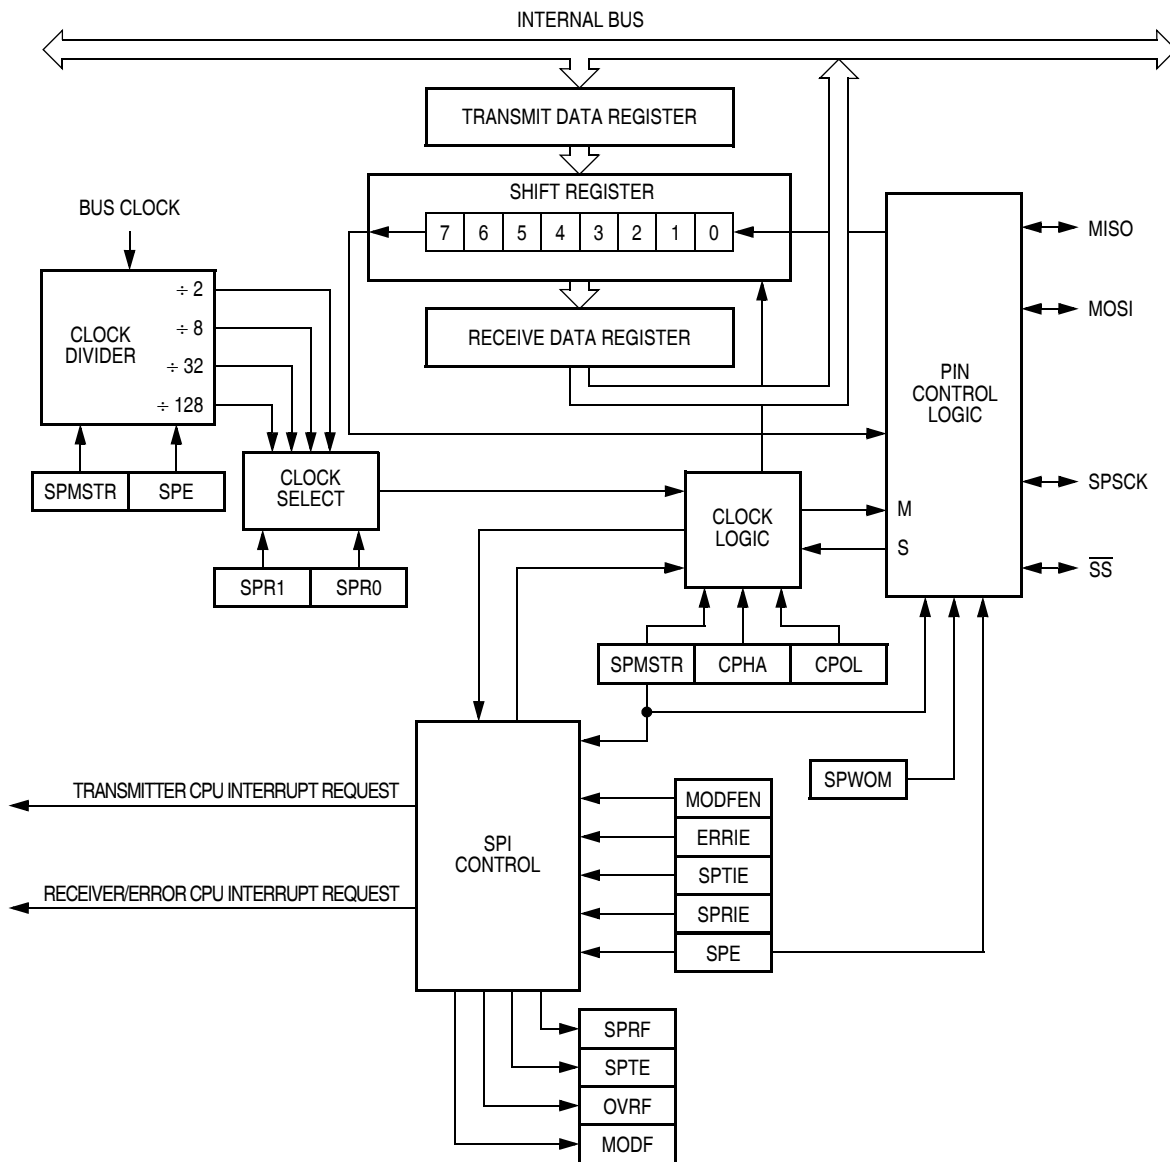 INTERNAL BUS
TRANSMIT DATA REGISTER
SHIFT REGISTER
7 6 5 4 3 2 1 0
RECEIVE DATA REGISTER
BUS CLOCK
CLOCK
DIVIDER
÷ 2
÷ 8
÷ 32
÷ 128
SPMSTR SPE
CLOCK
SELECT
SPR1 SPR0
PIN
CONTROL
LOGIC
M
S
MISO
MOSI
SPSCK
SS
CLOCK
LOGIC
SPMSTR CPHA CPOL
SPWOM
TRANSMITTER CPU INTERRUPT REQUEST
RECEIVER/ERROR CPU INTERRUPT REQUEST
SPI
CONTROL
MODFEN
ERRIE
SPTIE
SPRIE
SPE
SPRF
SPTE
OVRF
MODF